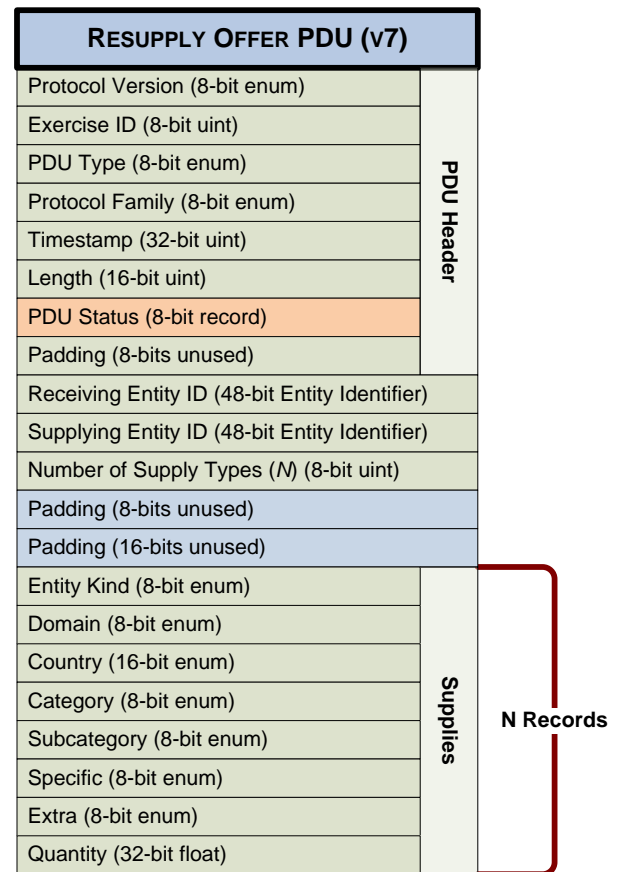 RESUPPLY OFFER PDU (V7)
Protocol Version (8-bit enum)
Exercise ID (8-bit uint)
PDU Type (8-bit enum)
Protocol Family (8-bit enum)
Timestamp (32-bit uint)
Length (16-bit uint)
PDU Status (8-bit record)
Padding (8-bits unused)
PDU Header
Receiving Entity ID (48-bit Entity Identifier)
Supplying Entity ID (48-bit Entity Identifier)
Number of Supply Types (N) (8-bit uint)
Padding (8-bits unused)
Padding (16-bits unused)
Entity Kind (8-bit enum)
Domain (8-bit enum)
Country (16-bit enum)
Category (8-bit enum)
Subcategory (8-bit enum)
Specific (8-bit enum)
Extra (8-bit enum)
Quantity (32-bit float)
Supplies
N Records